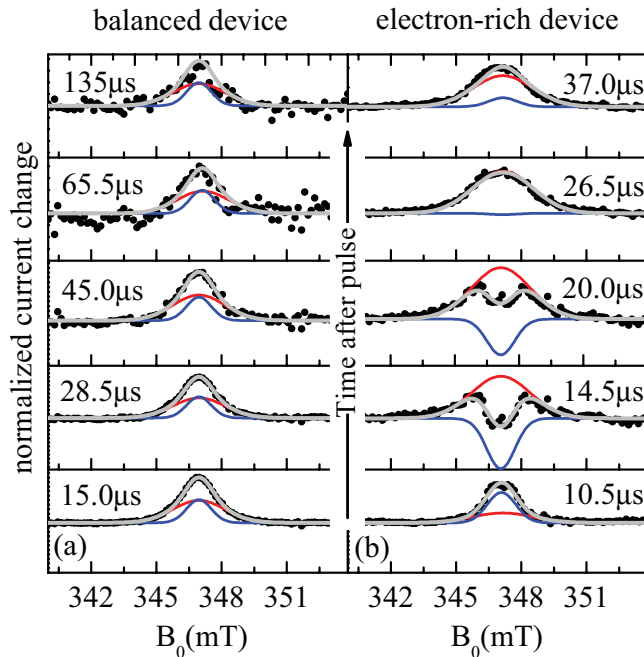 balanced device
electron-rich device
135µs
37.0µs
65.5µs
26.5µs
45.0µs
20.0µs
28.5µs
14.5µs
15.0µs
10.5µs
normalized current change
Time after pulse
(a)
(b)
342 345 348 351
342 345 348 351
B0(mT)
B0(mT)